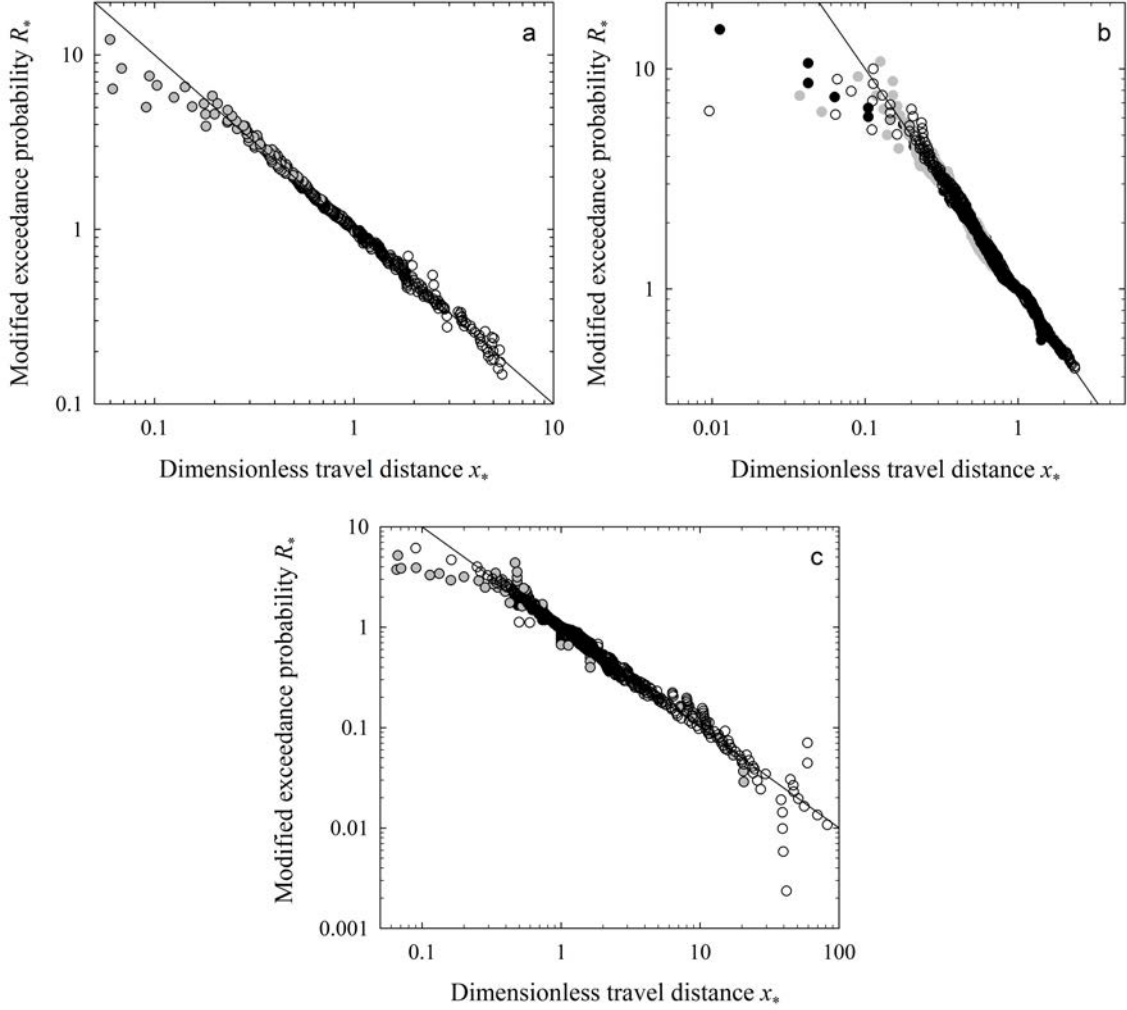 a
Modified exceedance probability R*
10
1
0.1
0.1
1
10
Dimensionless travel distance x*
b
Modified exceedance probability R*
10
1
0.01
0.1
1
Dimensionless travel distance x*
c
Modified exceedance probability R*
10
1
0.1
0.01
0.001
0.1
1
10
100
Dimensionless travel distance x*